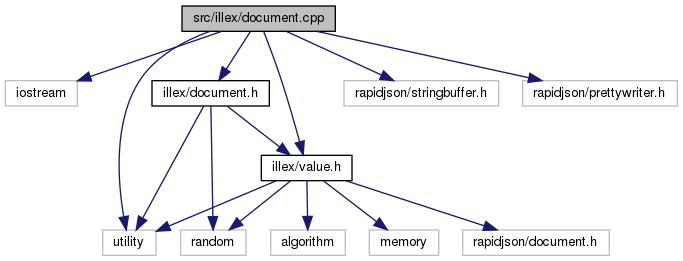 src/illex/document.cpp
iostream
illex/document.h
rapidjson/stringbuffer.h
rapidjson/prettywriter.h
illex/value.h
utility
random
algorithm
memory
rapidjson/document.h